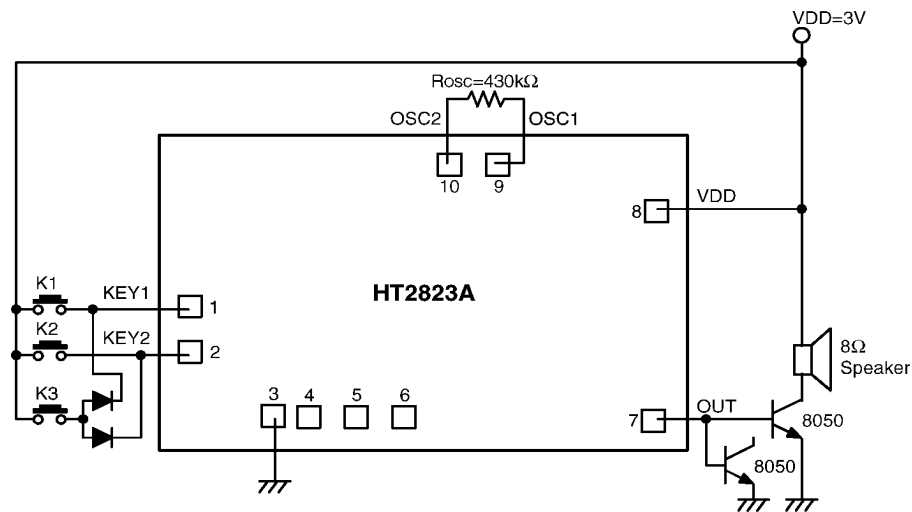 VDD=3V
ROSC=430kΩ
OSC2
OSC1
10
9
8
VDD
HT2823A
K1
KEY1
1
K2
KEY2
2
8Ω
Speaker
K3
3
4
5
6
7
OUT
8050
8050